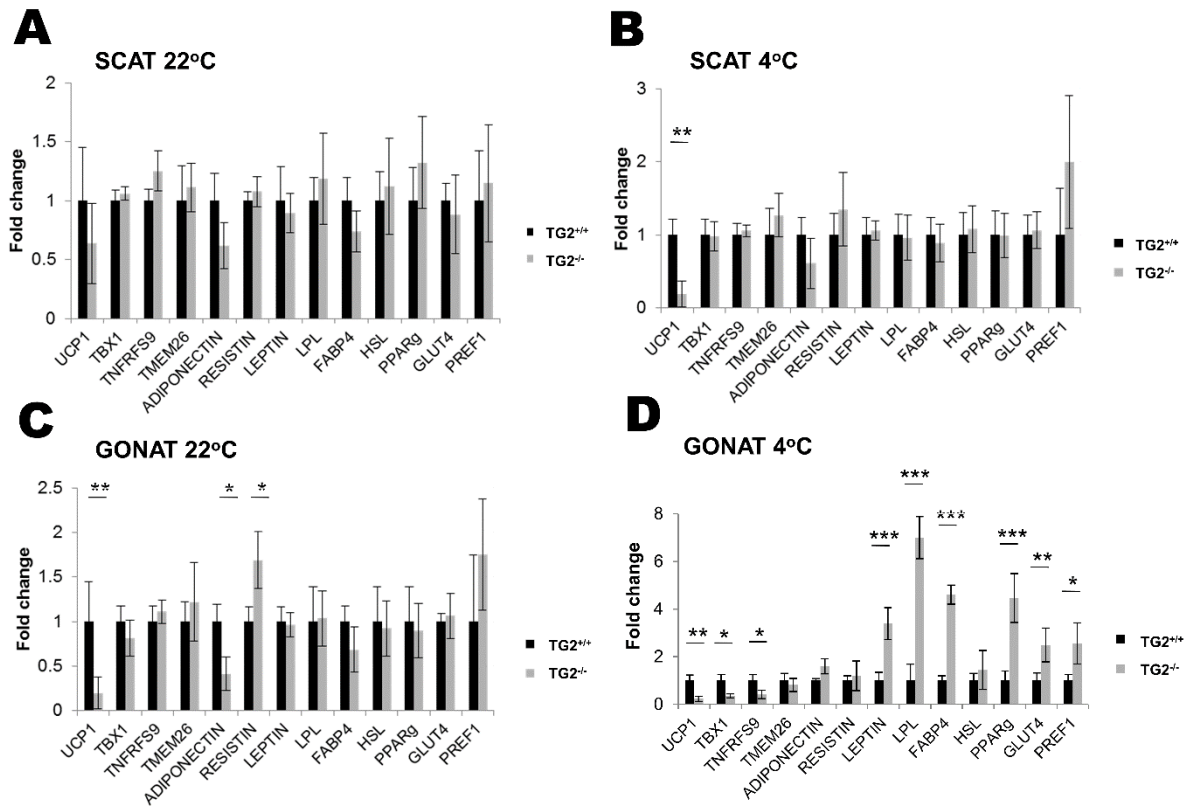 A
SCAT 22°C
Fold change
2
1.5
1
0.5
0
UCP1
TBX1
TNFRFS9
TMEM26
ADIPONECTIN
RESISTIN
LEPTIN
LPL
FABP4
HSL
PPARg
GLUT4
PREF1
TG2+/+
TG2-/-
B
SCAT 4°C
Fold change
3
2
1
0
**
UCP1
TBX1
TNFRFS9
TMEM26
ADIPONECTIN
RESISTIN
LEPTIN
LPL
FABP4
HSL
PPARg
GLUT4
PREF1
TG2+/+
TG2-/-
C
GONAT 22°C
Fold change
2.5
2
1.5
1
0.5
0
** * *
UCP1
TBX1
TNFRFS9
TMEM26
ADIPONECTIN
RESISTIN
LEPTIN
LPL
FABP4
HSL
PPARg
GLUT4
PREF1
TG2+/+
TG2-/-
D
GONAT 4°C
Fold change
8
6
4
2
0
** * * *** *** *** *** ** *
UCP1
TBX1
TNFRFS9
TMEM26
ADIPONECTIN
RESISTIN
LEPTIN
LPL
FABP4
HSL
PPARg
GLUT4
PREF1
TG2+/+
TG2-/-